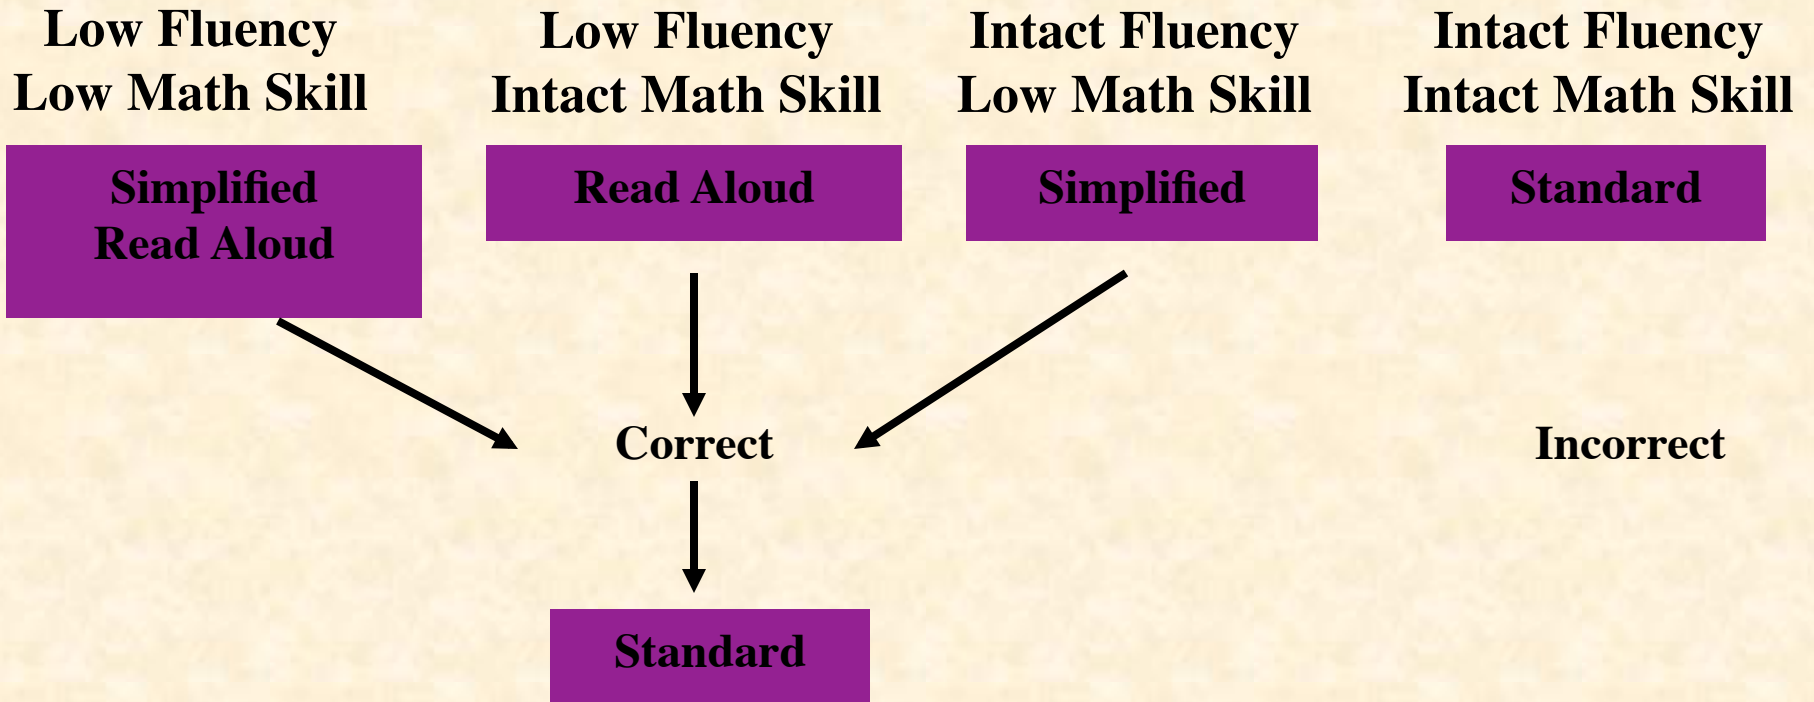 Low Fluency
Low Math Skill
Low Fluency
Intact Math Skill
Intact Fluency
Low Math Skill
Intact Fluency
Intact Math Skill
Simplified
Read Aloud
Read Aloud
Simplified
Standard
Correct
Incorrect
Standard